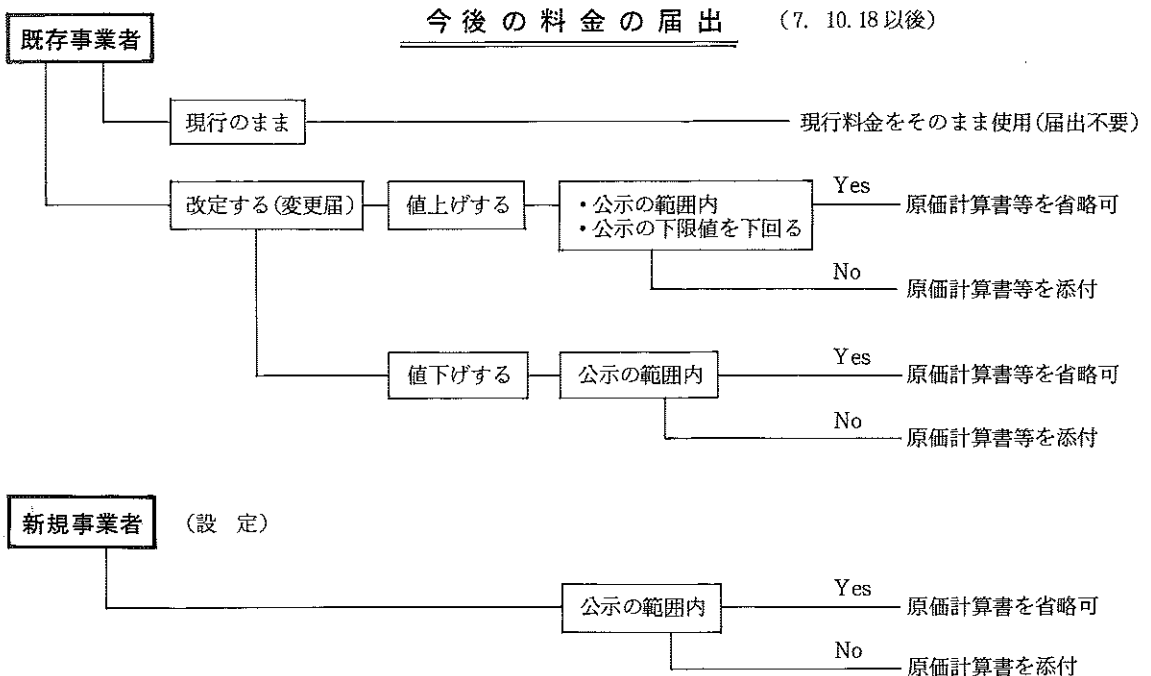 今後の料金の届出 (7. 10.18以後)
既存事業者
現行のまま
現行料金をそのまま使用(届出不要)
改定する(変更届)
値上げする
・公示の範囲内
・公示の下限値を下回る
Yes
原価計算書等を省略可
No
原価計算書等を添付
値下げする
公示の範囲内
Yes
原価計算書等を省略可
No
原価計算書等を添付
新規事業者 (設 定)
公示の範囲内
Yes
原価計算書を省略可
No
原価計算書を添付